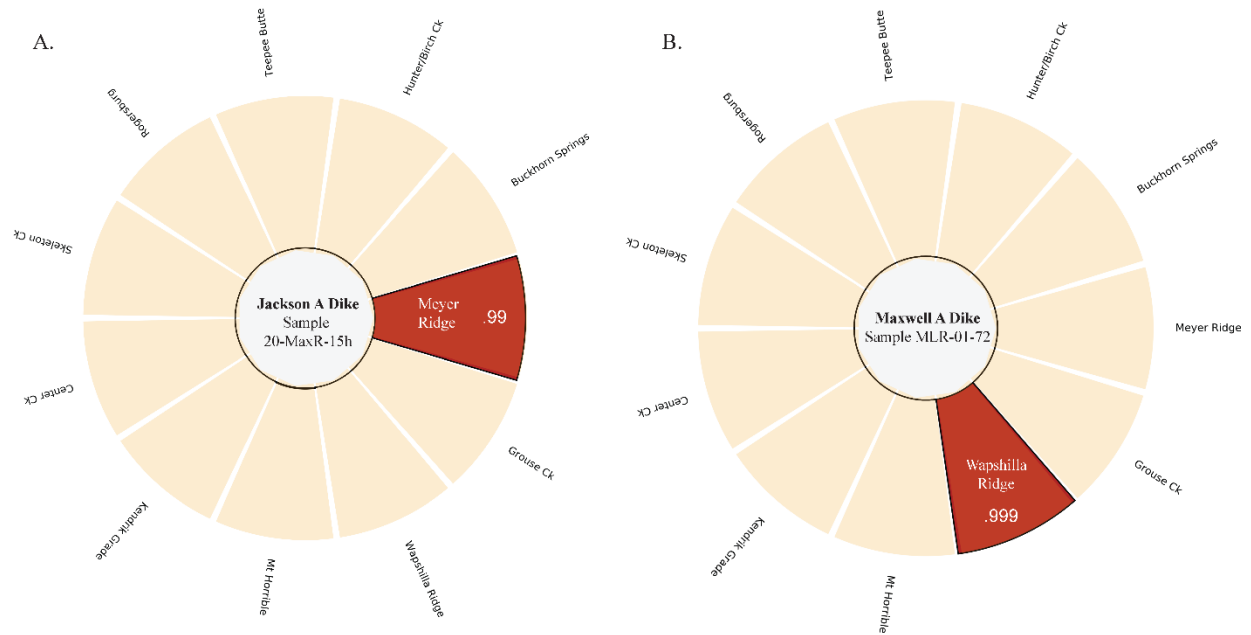 A.
Teepee Butte
Hunter/Birch Ck
Buckhorn Springs
Meyer
Ridge
.99
Grouse Ck
Wapshilla Ridge
Mt Horrible
Kendrik Grade
Center Ck
Skeleton Ck
Rogersburg
Jackson A Dike
Sample
20-MaxR-15h
B.
Teepee Butte
Hunter/Birch Ck
Buckhorn Springs
Meyer Ridge
Grouse Ck
Wapshilla
Ridge
.999
Mt Horrible
Kendrik Grade
Center Ck
Skeleton Ck
Rogersburg
Maxwell A Dike
Sample MLR-01-72